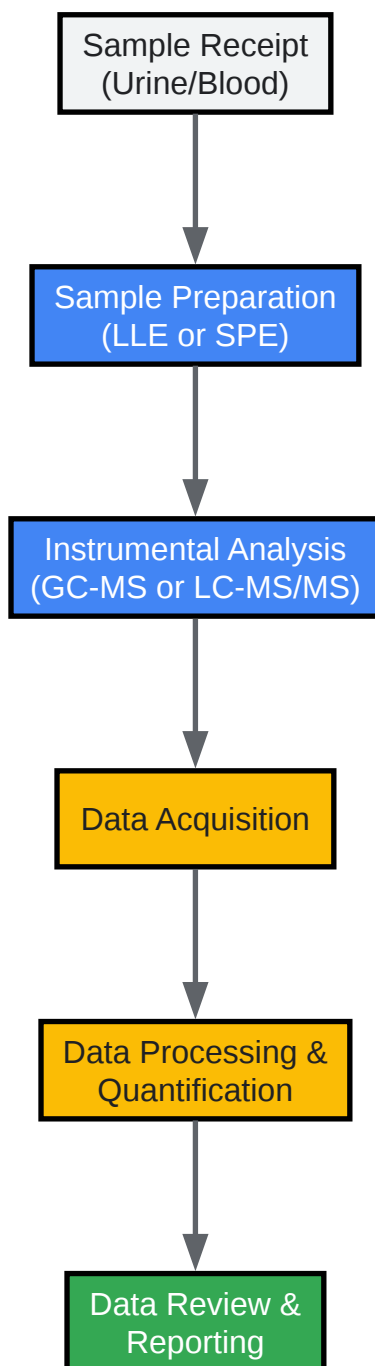 Sample Receipt
(Urine/Blood)
Sample Preparation
(LLE or SPE)
Instrumental Analysis
(GC-MS or LC-MS/MS)
Data Acquisition
Data Processing &
Quantification
Data Review &
Reporting